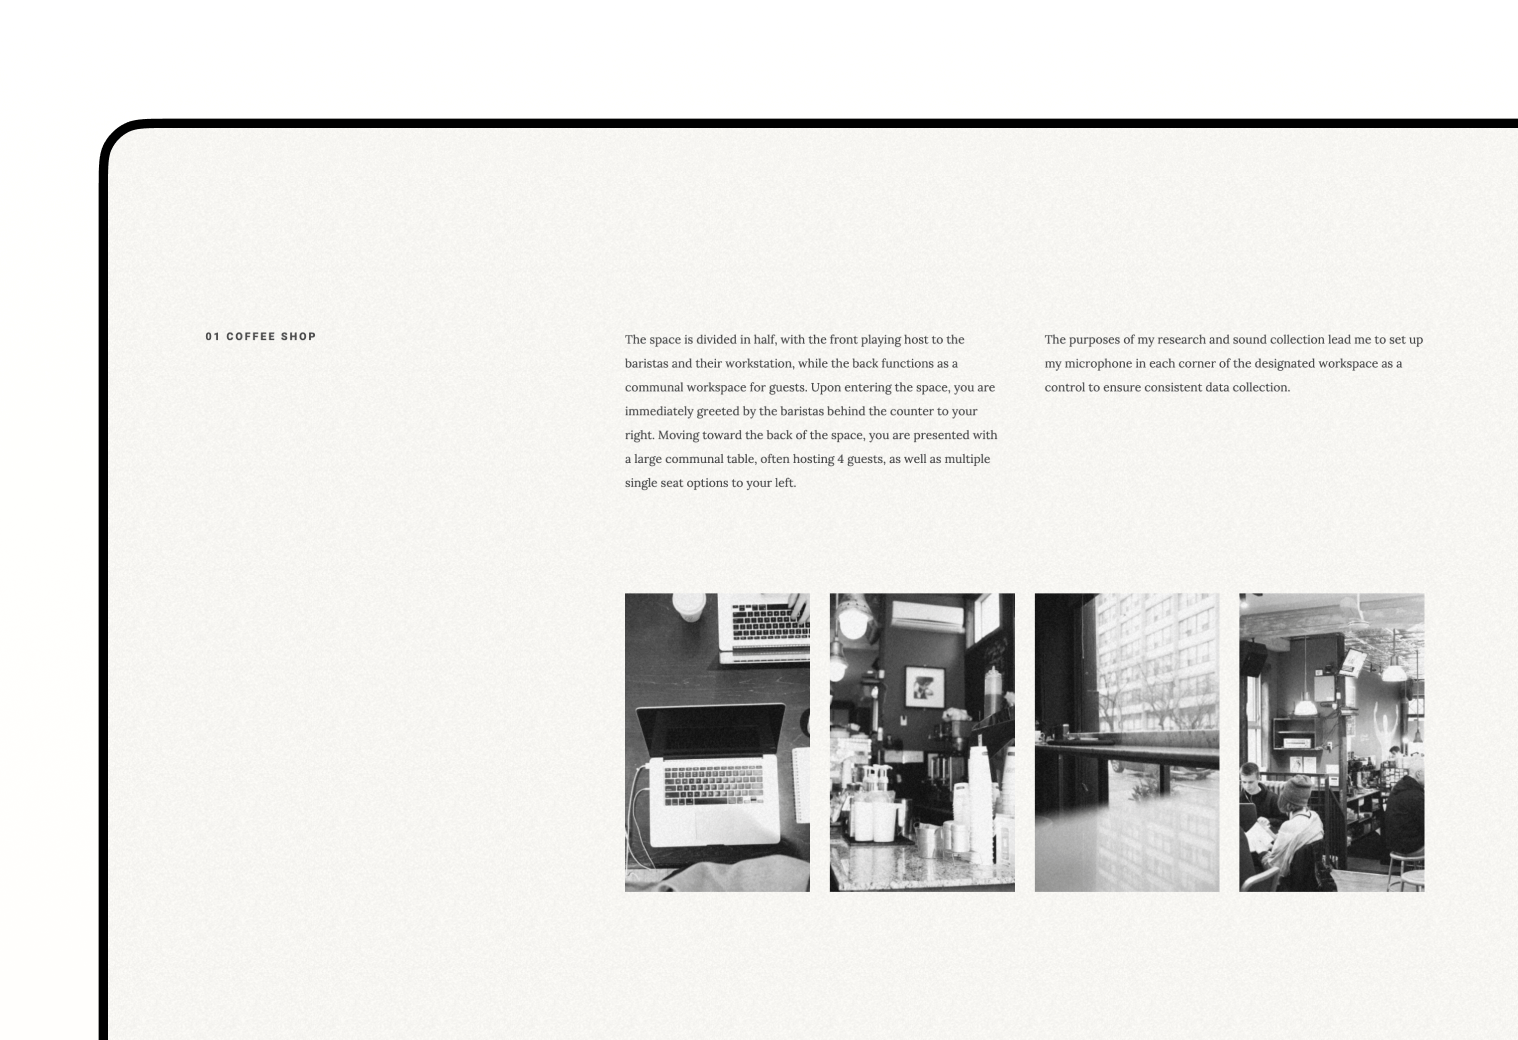 01 COFFEE SHOP
The space is divided in half, with the front playing host to the
baristas and their workstation, while the back functions as a
communal workspace for guests. Upon entering the space, you are
immediately greeted by the baristas behind the counter to your
right. Moving toward the back of the space, you are presented with
a large communal table, often hosting 4 guests, as well as multiple
single seat options to your left.
The purposes of my research and sound collection lead me to set up
my microphone in each corner of the designated workspace as a
control to ensure consistent data collection.